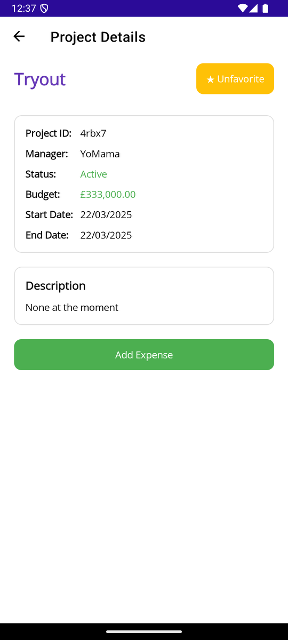 12:37
Project Details
Tryout
★ Unfavorite
Project ID: 4rbx7
Manager: YoMama
Status: Active
Budget: £333,000.00
Start Date: 22/03/2025
End Date: 22/03/2025
Description
None at the moment
Add Expense